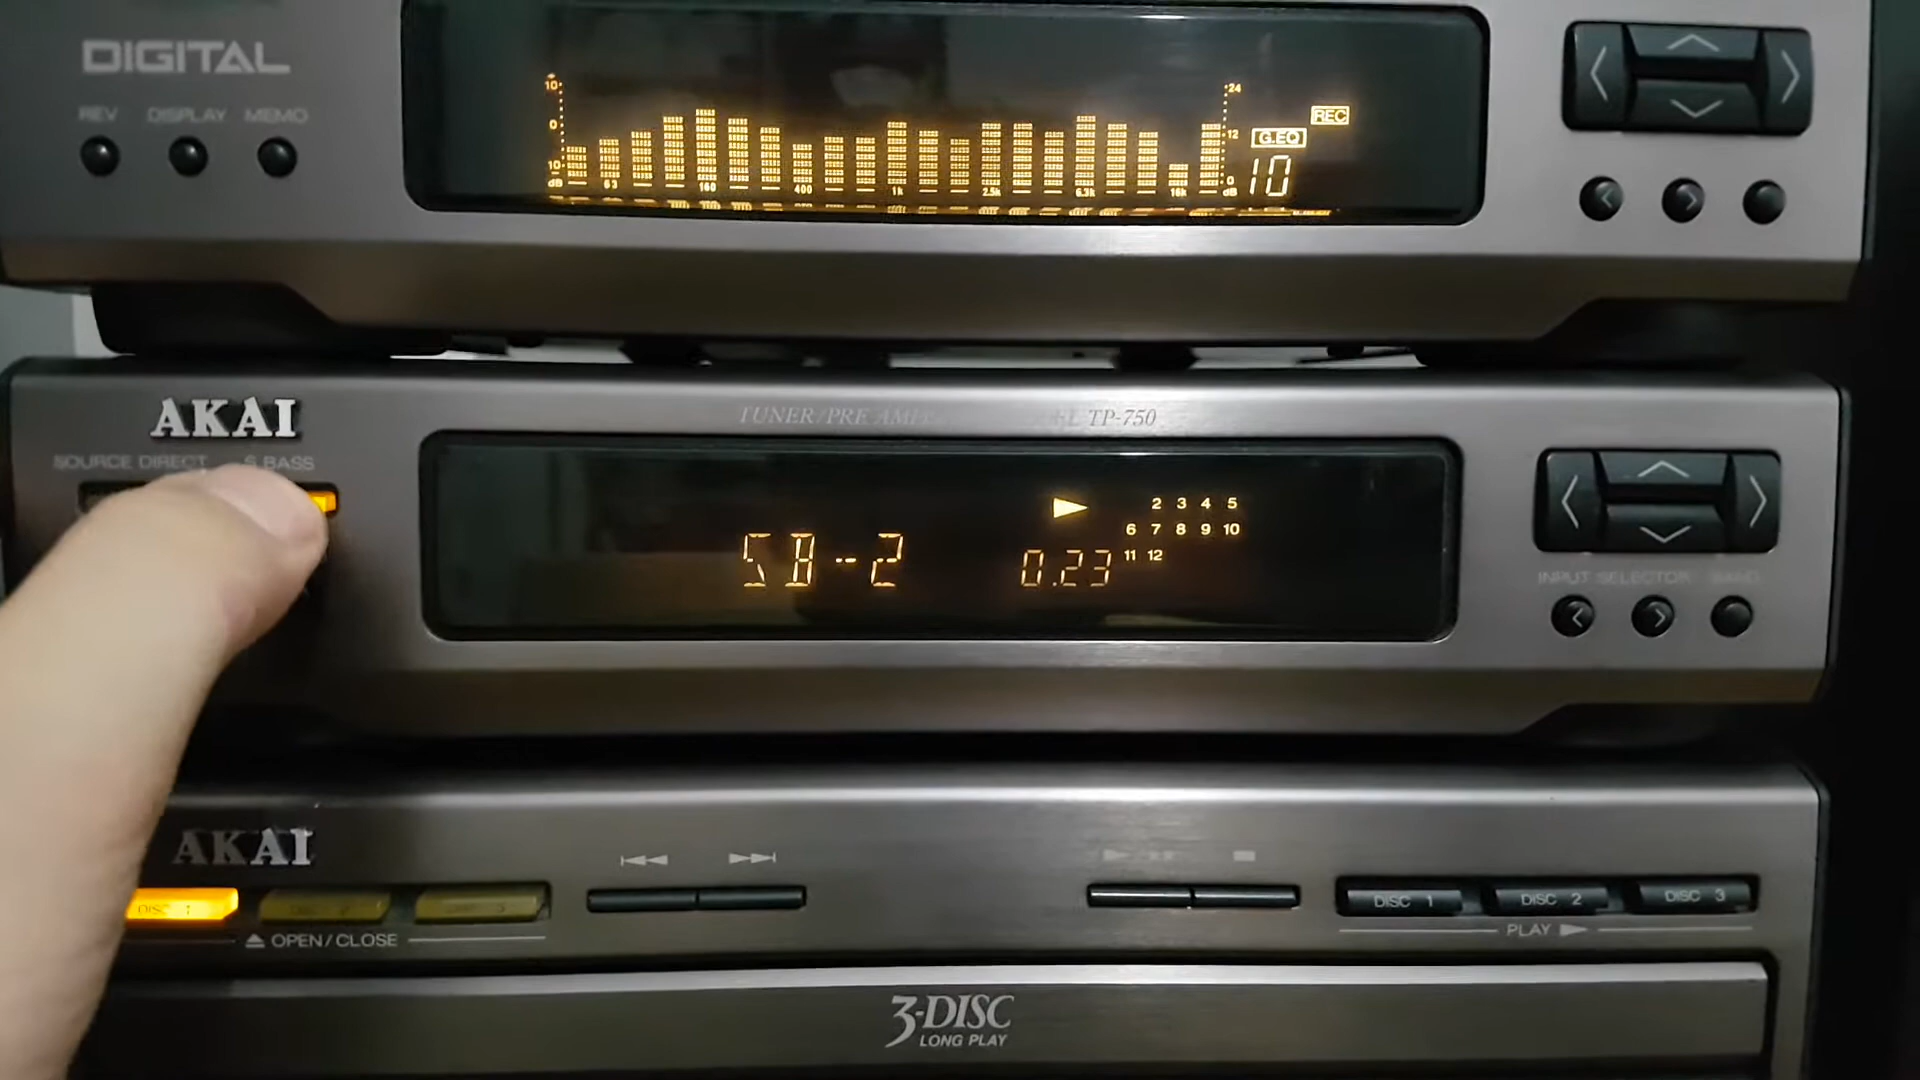 DIGITAL
REV DISPLAY MEMO
10 0 10 dB
63 160 400 1k 2.5k 6.3k 16k
24 12 0 dB
REC
G.EQ
10
AKAI
TUNER/PRE TP-750
SOURCE DIRECT S.BASS
SB-2 0.23
2 3 4 5
6 7 8 9 10
11 12
INPUT SELECTOR BAND
AKAI
DISC 1
OPEN/CLOSE
DISC 1 DISC 2 DISC 3
PLAY
3-DISC
LONG PLAY